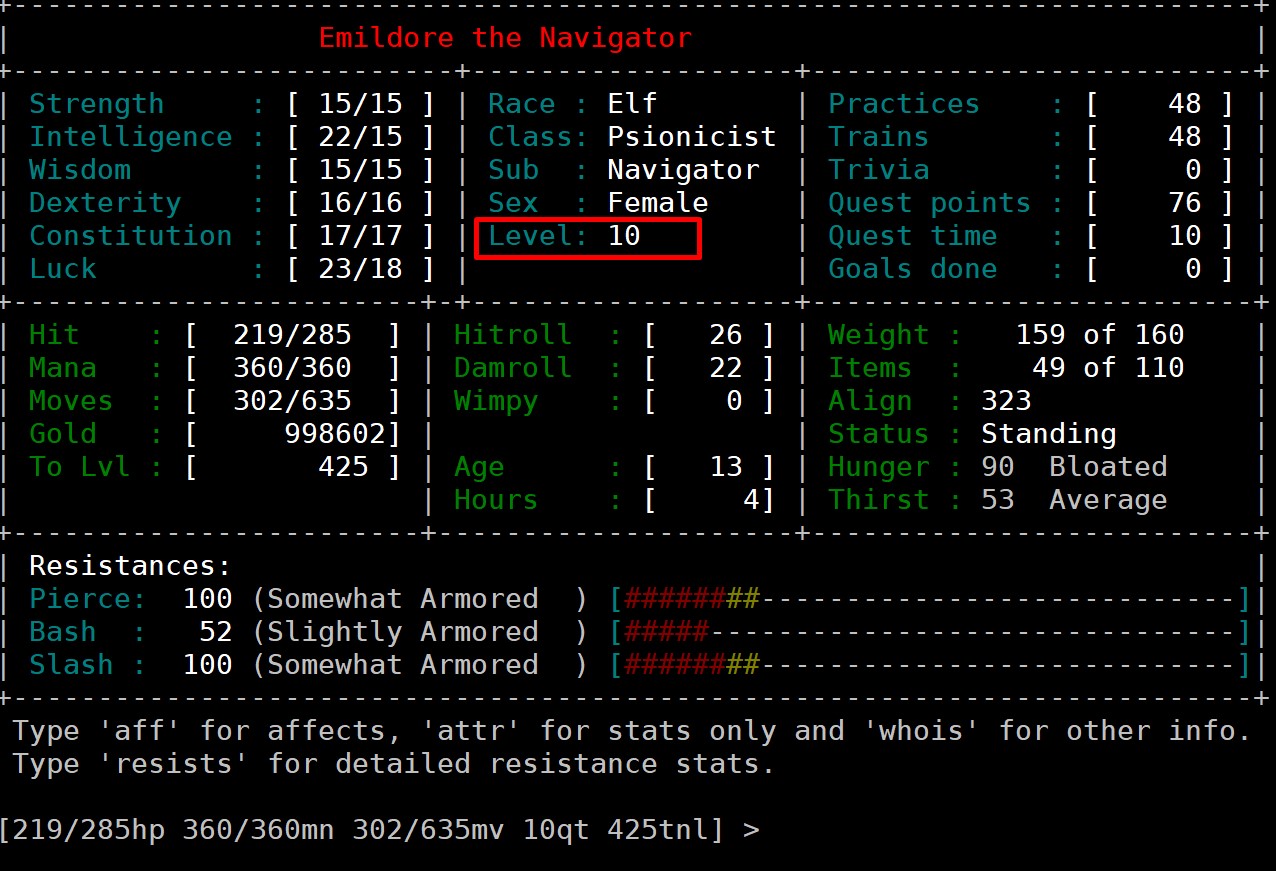 +-------------------------------------------------------------------------+
|                  Emildore the Navigator                                 |
+--------------------------+-------------------+--------------------------+
| Strength     : [ 15/15 ] | Race : Elf        | Practices    : [    48 ] |
| Intelligence : [ 22/15 ] | Class: Psionicist | Trains       : [    48 ] |
| Wisdom       : [ 15/15 ] | Sub  : Navigator  | Trivia       : [     0 ] |
| Dexterity    : [ 16/16 ] | Sex  : Female     | Quest points : [    76 ] |
| Constitution : [ 17/17 ] | Level: 10         | Quest time   : [    10 ] |
| Luck         : [ 23/18 ] |                   | Goals done   : [     0 ] |
+------------------------+-+-------------------+--------------------------+
| Hit    : [  219/285  ] | Hitroll  : [   26 ] | Weight :   159 of 160    |
| Mana   : [  360/360  ] | Damroll  : [   22 ] | Items  :    49 of 110    |
| Moves  : [  302/635  ] | Wimpy    : [    0 ] | Align  : 323             |
| Gold   : [     998602] |                     | Status : Standing        |
| To Lvl : [       425 ] | Age      : [   13 ] | Hunger : 90  Bloated     |
|                        | Hours    : [     4] | Thirst : 53  Average     |
+------------------------+---------------------+--------------------------+
| Resistances:                                                            |
| Pierce:  100 (Somewhat Armored  ) [########----------------------------]|
| Bash  :   52 (Slightly Armored  ) [#####-------------------------------]|
| Slash :  100 (Somewhat Armored  ) [########----------------------------]|
+-------------------------------------------------------------------------+
Type 'aff' for affects, 'attr' for stats only and 'whois' for other info.
Type 'resists' for detailed resistance stats.
[219/285hp 360/360mn 302/635mv 10qt 425tnl] >